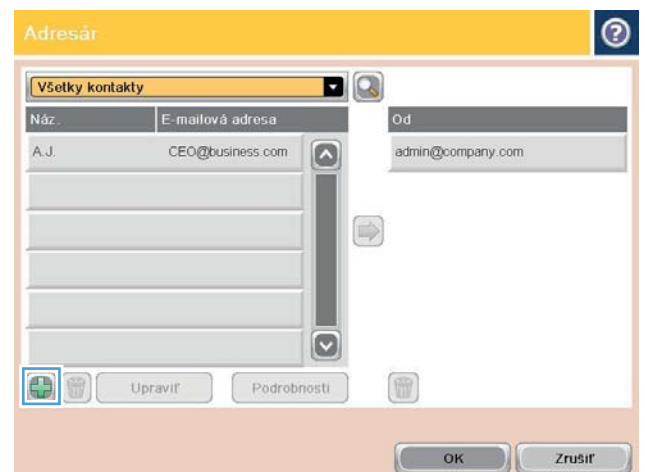 Adresár
Všetky kontakty
Náz. E-mailová adresa Od
A.J. CEO@business.com admin@company.com
Upraviť Podrobnosti
OK Zrušiť